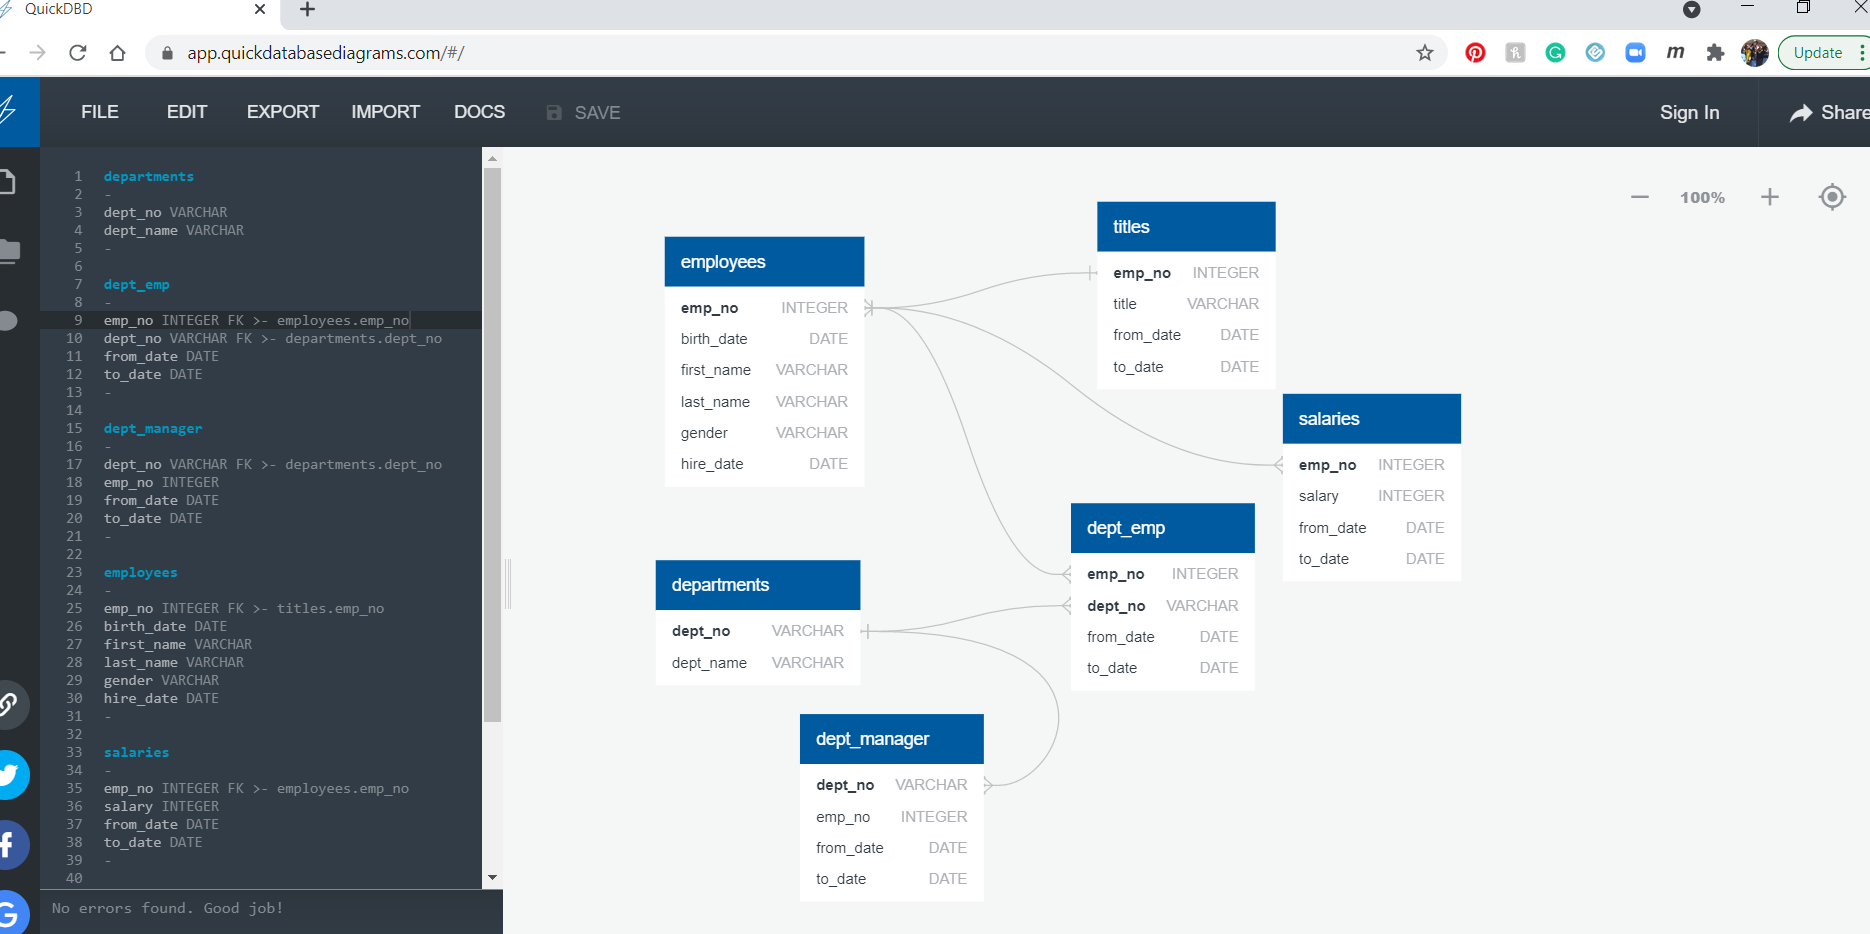 QuickDBD
app.quickdatabasediagrams.com/#/
Update
FILE EDIT EXPORT IMPORT DOCS SAVE Sign In Share
1 departments
2 -
3 dept_no VARCHAR
4 dept_name VARCHAR
5 -
6
7 dept_emp
8 -
9 emp_no INTEGER FK >- employees.emp_no
10 dept_no VARCHAR FK >- departments.dept_no
11 from_date DATE
12 to_date DATE
13 -
14
15 dept_manager
16 -
17 dept_no VARCHAR FK >- departments.dept_no
18 emp_no INTEGER
19 from_date DATE
20 to_date DATE
21 -
22
23 employees
24 -
25 emp_no INTEGER FK >- titles.emp_no
26 birth_date DATE
27 first_name VARCHAR
28 last_name VARCHAR
29 gender VARCHAR
30 hire_date DATE
31 -
32
33 salaries
34 -
35 emp_no INTEGER FK >- employees.emp_no
36 salary INTEGER
37 from_date DATE
38 to_date DATE
39 -
40
No errors found. Good job!
100%
employees
emp_no INTEGER
birth_date DATE
first_name VARCHAR
last_name VARCHAR
gender VARCHAR
hire_date DATE
titles
emp_no INTEGER
title VARCHAR
from_date DATE
to_date DATE
salaries
emp_no INTEGER
salary INTEGER
from_date DATE
to_date DATE
dept_emp
emp_no INTEGER
dept_no VARCHAR
from_date DATE
to_date DATE
departments
dept_no VARCHAR
dept_name VARCHAR
dept_manager
dept_no VARCHAR
emp_no INTEGER
from_date DATE
to_date DATE